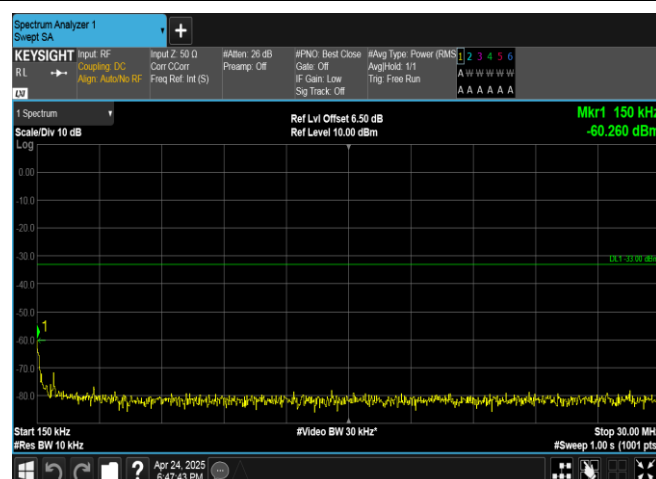 Spectrum Analyzer 1
Swept SA
KEYSIGHT
Input: RF
Coupling: DC
Align: Auto/No RF
R L
LXI
Input Z: 50 Ω
Corr CCorr
Freq Ref: Int (S)
#Atten: 26 dB
Preamp: Off
#PNO: Best Close
Gate: Off
IF Gain: Low
Sig Track: Off
#Avg Type: Power (RMS
Avg|Hold: 1/1
Trig: Free Run
1 2 3 4 5 6
A W W W W W
A A A A A A
1 Spectrum
Scale/Div 10 dB
Log
Ref Lvl Offset 6.50 dB
Ref Level 10.00 dBm
Mkr1 150 kHz
-60.260 dBm
0.00
-10.0
-20.0
-30.0
DL1 -33.00 dBm
-40.0
-50.0
1
-60.0
-70.0
-80.0
Start 150 kHz
#Res BW 10 kHz
#Video BW 30 kHz*
Stop 30.00 MHz
#Sweep 1.00 s (1001 pts
?
Apr 24, 2025
6:47:43 PM